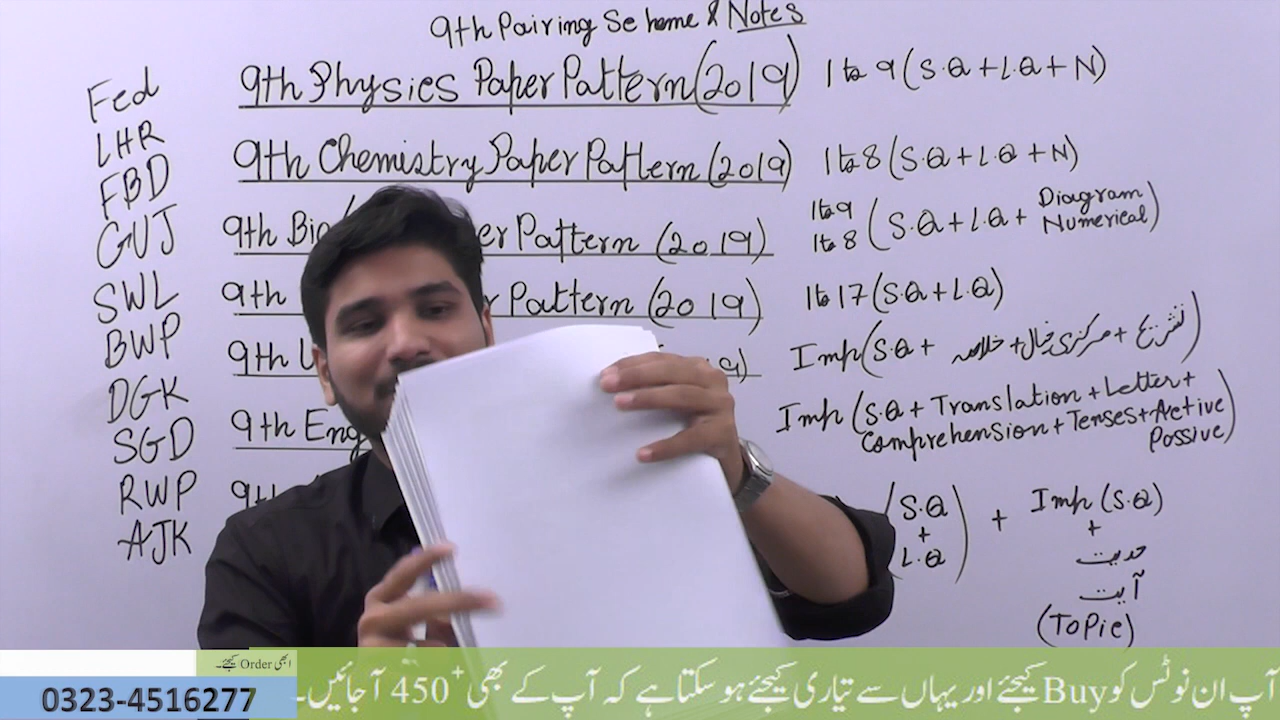 9th Pairing Scheme & Notes
Fed
LHR
FBD
GUJ
SWL
BWP
DGK
SGD
RWP
AJK
9th Physics Paper Pattern (2019) 1 to 9 (S.Q + L.Q + N)
9th Chemistry Paper Pattern (2019) 1 to 8 (S.Q + L.Q + N)
9th Bio er Pattern (2019) 1 to 9 1 to 8 (S.Q + L.Q + Diagram Numerical)
9th r Pattern (2019) 1 to 17 (S.Q + L.Q)
9th U 9) Imp (S.Q + خلاصہ + مرکزی خیال + تشریح)
9th Eng Imp (S.Q + Translation + Letter +
Comprehension + Tenses + Active
Possive)
9th (S.Q + L.Q) + Imp (S.Q)
+
حدیث
آیت
(Topic)
ابھی Order کیجئے۔
0323-4516277
آپ ان نوٹس کو Buy کیجئے اور یہاں سے تیاری کیجئے ہو سکتا ہے کہ آپ کے بھی 450+ آ جائیں۔